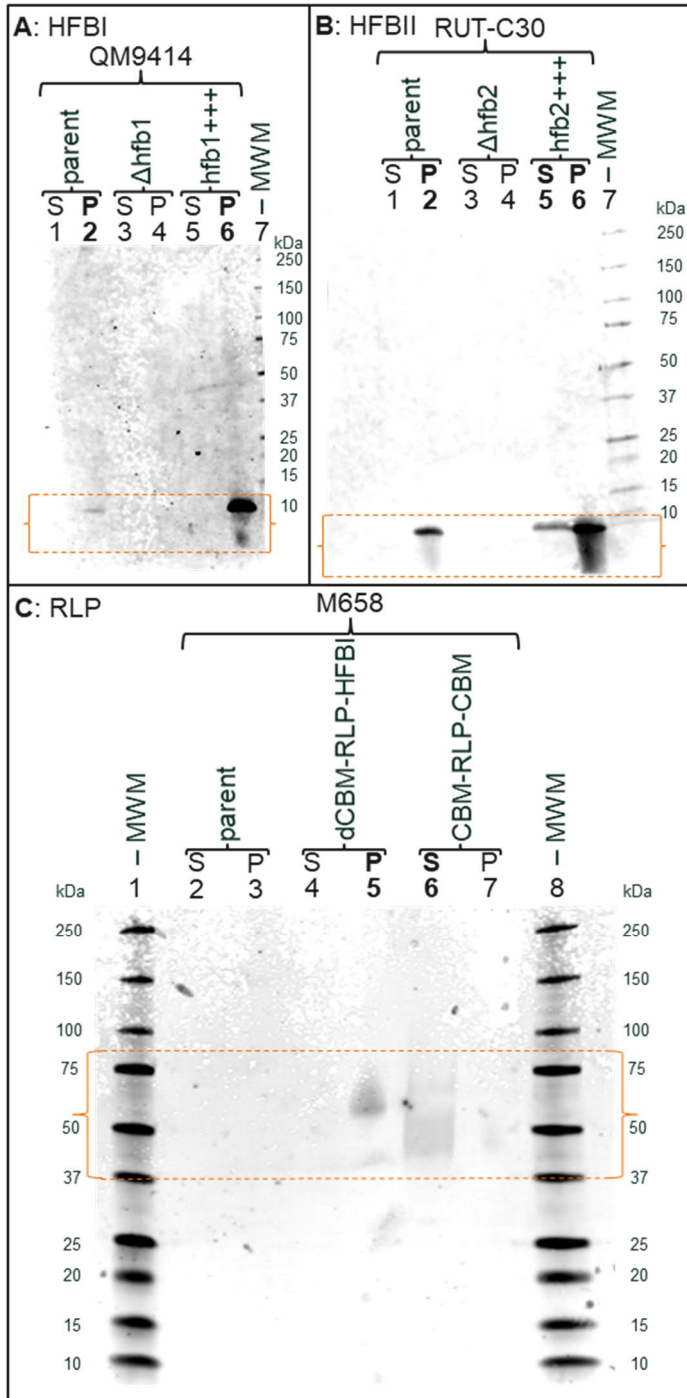 A: HFBI
QM9414
parent
Δhfb1
hfb1+++
– MWM
S P S P S P
1 2 3 4 5 6 7
kDa
250
150
100
75
50
37
25
20
15
10
B: HFBII RUT-C30
parent
Δhfb2
hfb2+++
– MWM
S P S P S P
1 2 3 4 5 6 7
kDa
250
150
100
75
50
37
25
20
15
10
C: RLP
M658
– MWM
parent
dCBM-RLP-HFBI
CBM-RLP-CBM
– MWM
S P S P S P
kDa 1 2 3 4 5 6 7 8 kDa
250 250
150 150
100 100
75 75
50 50
37 37
25 25
20 20
15 15
10 10